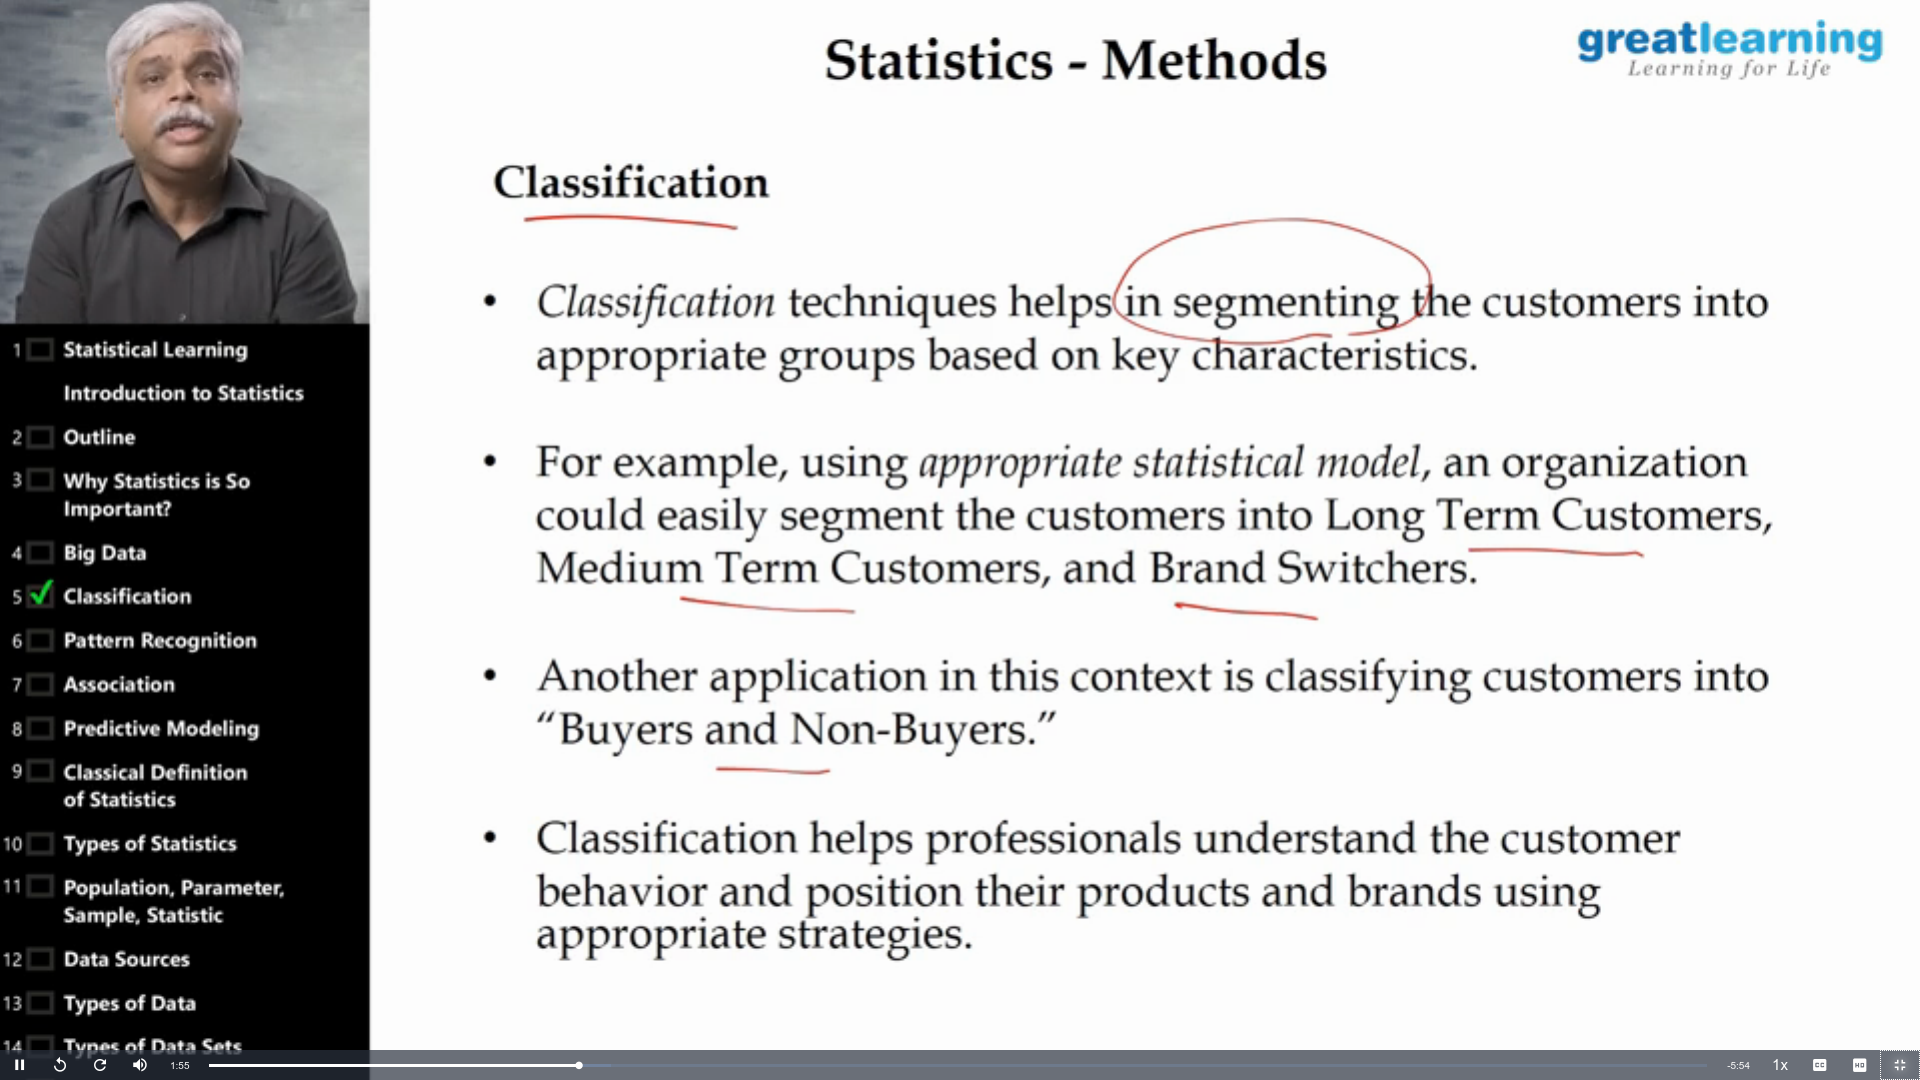 greatlearning
Learning for Life
Statistics - Methods
Classification
• Classification techniques helps in segmenting the customers into
appropriate groups based on key characteristics.
• For example, using appropriate statistical model, an organization
could easily segment the customers into Long Term Customers,
Medium Term Customers, and Brand Switchers.
• Another application in this context is classifying customers into
“Buyers and Non-Buyers.”
• Classification helps professionals understand the customer
behavior and position their products and brands using
appropriate strategies.
1 Statistical Learning
Introduction to Statistics
2 Outline
3 Why Statistics is So
Important?
4 Big Data
5 Classification
6 Pattern Recognition
7 Association
8 Predictive Modeling
9 Classical Definition
of Statistics
10 Types of Statistics
11 Population, Parameter,
Sample, Statistic
12 Data Sources
13 Types of Data
14 Types of Data Sets
1:55
-5:54
1x
CC
HD